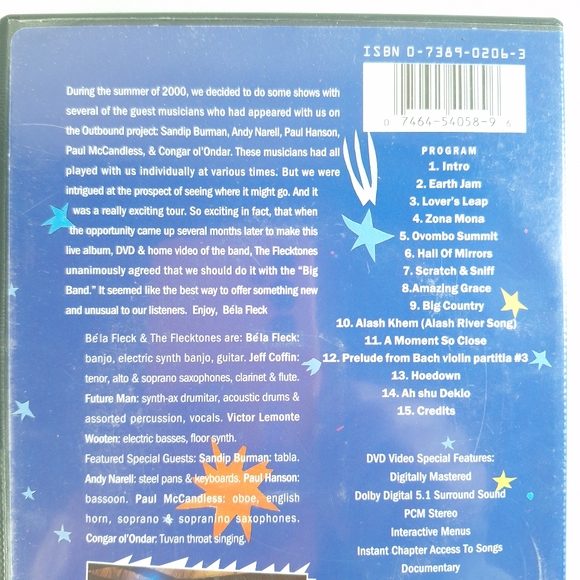 ISBN 0-7389-0206-3
0 7464-54058-9 6
During the summer of 2000, we decided to do some shows with
several of the guest musicians who had appeared with us on
the Outbound project: Sandip Burman, Andy Narell, Paul Hanson,
Paul McCandless, & Congar ol'Ondar. These musicians had all
played with us individually at various times. But we were
intrigued at the prospect of seeing where it might go. And it
was a really exciting tour. So exciting in fact, that when
the opportunity came up several months later to make this
live album, DVD & home video of the band, The Flecktones
unanimously agreed that we should do it with the "Big
Band." It seemed like the best way to offer something new
and unusual to our listeners. Enjoy, Béla Fleck
Béla Fleck & The Flecktones are: Béla Fleck:
banjo, electric synth banjo, guitar. Jeff Coffin:
tenor, alto & soprano saxophones, clarinet & flute.
Future Man: synth-ax drumitar, acoustic drums &
assorted percussion, vocals. Victor Lemonte
Wooten: electric basses, floor synth.
Featured Special Guests: Sandip Burman: tabla.
Andy Narell: steel pans & keyboards. Paul Hanson:
bassoon. Paul McCandless: oboe, english
horn, soprano & sopranino saxophones.
Congar ol'Ondar: Tuvan throat singing.
PROGRAM
1. Intro
2. Earth Jam
3. Lover's Leap
4. Zona Mona
5. Ovombo Summit
6. Hall Of Mirrors
7. Scratch & Sniff
8.Amazing Grace
9. Big Country
10. Alash Khem (Alash River Song)
11. A Moment So Close
12. Prelude from Bach violin partitia #3
13. Hoedown
14. Ah shu Dekio
15. Credits
DVD Video Special Features:
Digitally Mastered
Dolby Digital 5.1 Surround Sound
PCM Stereo
Interactive Menus
Instant Chapter Access To Songs
Documentary